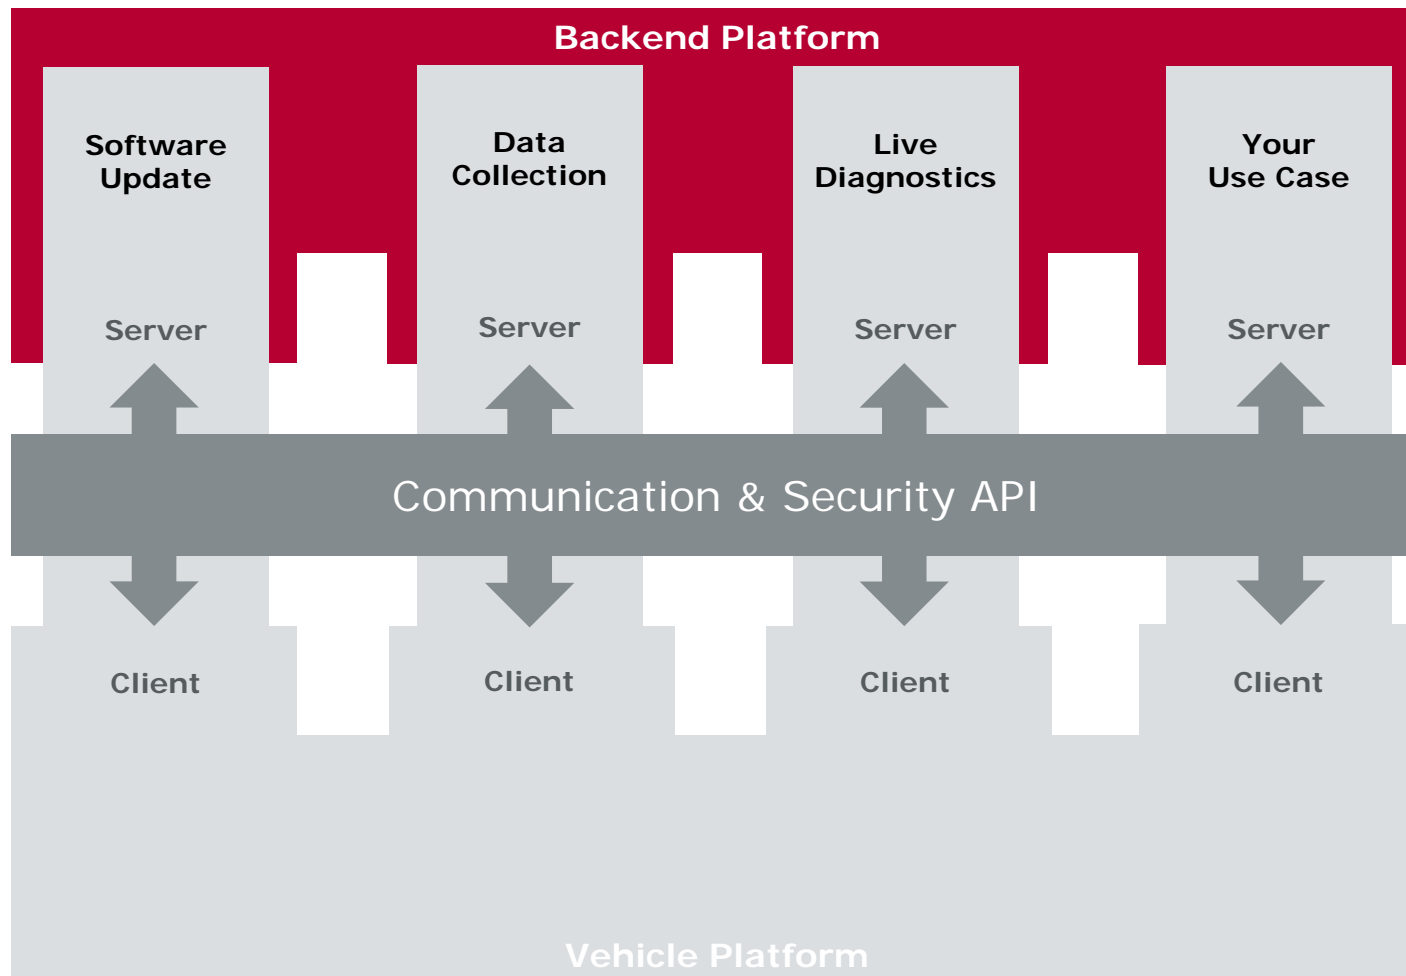 Backend Platform
Software
Update
Data
Collection
Live
Diagnostics
Your
Use Case
Server
Server
Server
Server
Communication & Security API
Client
Client
Client
Client
Vehicle Platform